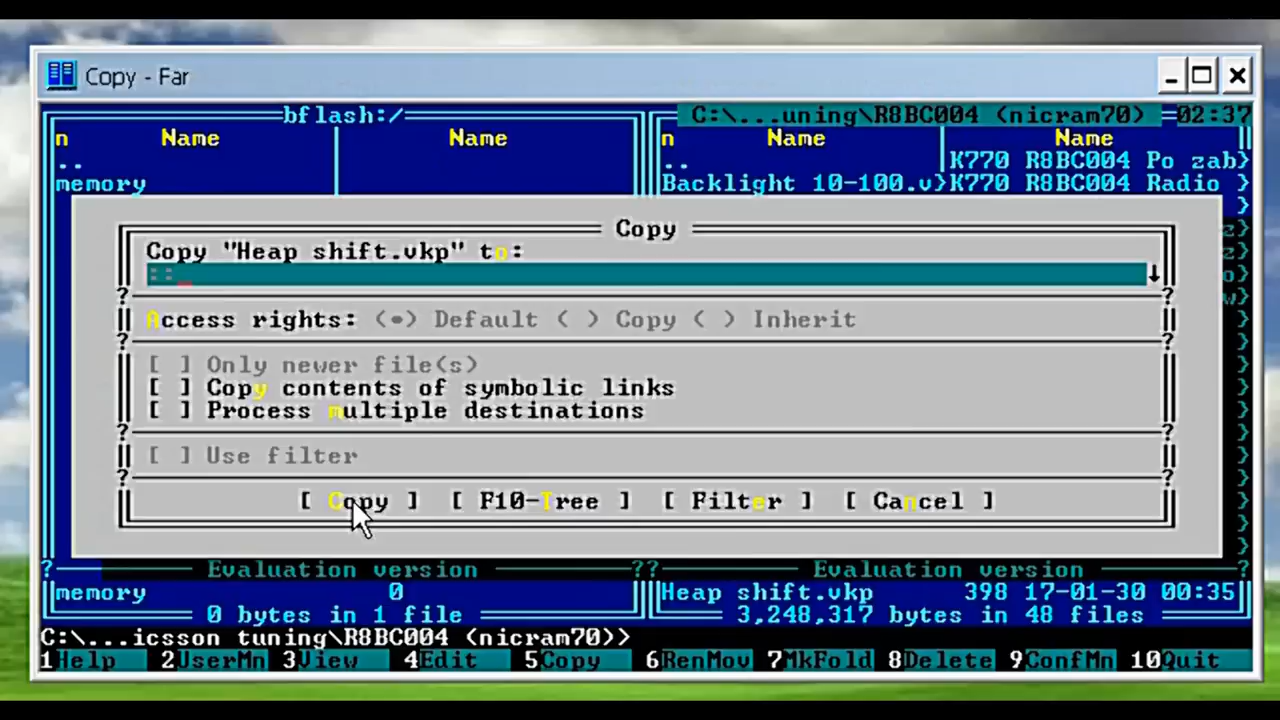 Copy - Far
bflash:/ C:\...uning\R8BC004 (nicram70) 02:37
n Name Name n Name Name
.. .. K770 R8BC004 Po zab}
memory Backlight 10-100.v}K770 R8BC004 Radio }
Copy
Copy "Heap shift.vkp" to:
::
Access rights: (•) Default ( ) Copy ( ) Inherit
[ ] Only newer file(s)
[ ] Copy contents of symbolic links
[ ] Process multiple destinations
[ ] Use filter
[ Copy ] [ F10-Tree ] [ Filter ] [ Cancel ]
Evaluation version Evaluation version
memory 0 Heap shift.vkp 398 17-01-30 00:35
0 bytes in 1 file 3,248,317 bytes in 48 files
C:\...icsson tuning\R8BC004 (nicram70)>
1Help 2UserMn 3View 4Edit 5Copy 6RenMov 7MkFold 8Delete 9ConfMn 10Quit